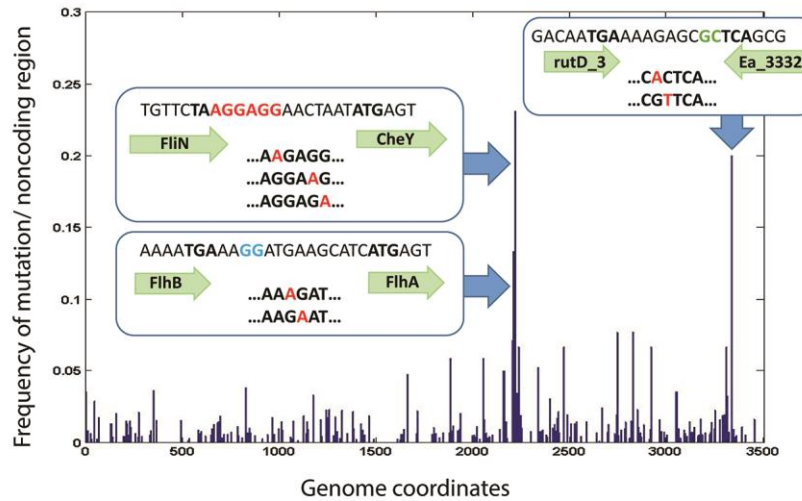 0.3
0.25
0.2
0.15
0.1
0.05
0
Frequency of mutation/ noncoding region
GACAATGAAAAGAGCGCTCAGCG
rutD_3
Ea_3332
...CACTCA...
...CGTTCA...
TGTTCTAAGGAGGAACTAATATGAGT
FliN
CheY
...AAGAGG...
...AGGAAG...
...AGGAGA...
AAAATGAAAGGATGAAGCATCATGAGT
FlhB
FlhA
...AAAGAT...
...AAGAAT...
0 500 1000 1500 2000 2500 3000 3500
Genome coordinates